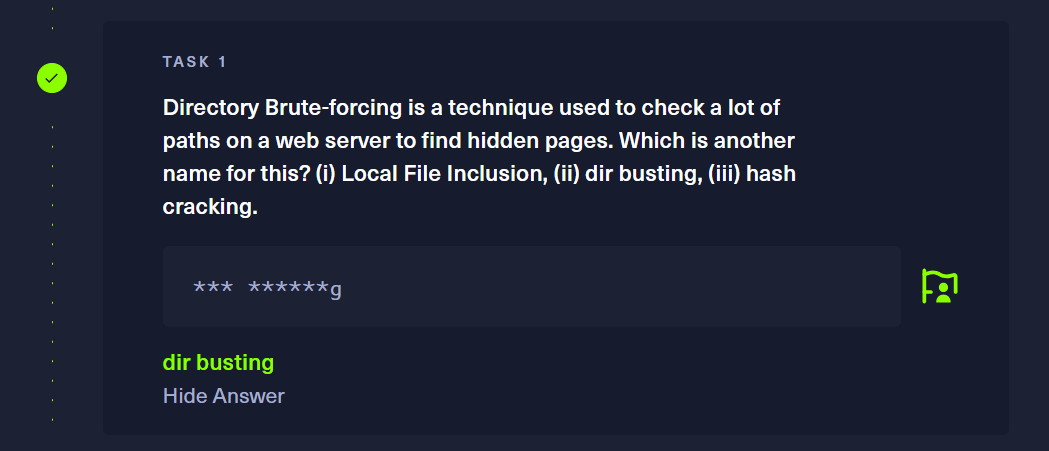 TASK 1
Directory Brute-forcing is a technique used to check a lot of
paths on a web server to find hidden pages. Which is another
name for this? (i) Local File Inclusion, (ii) dir busting, (iii) hash
cracking.
*** ******g
dir busting
Hide Answer